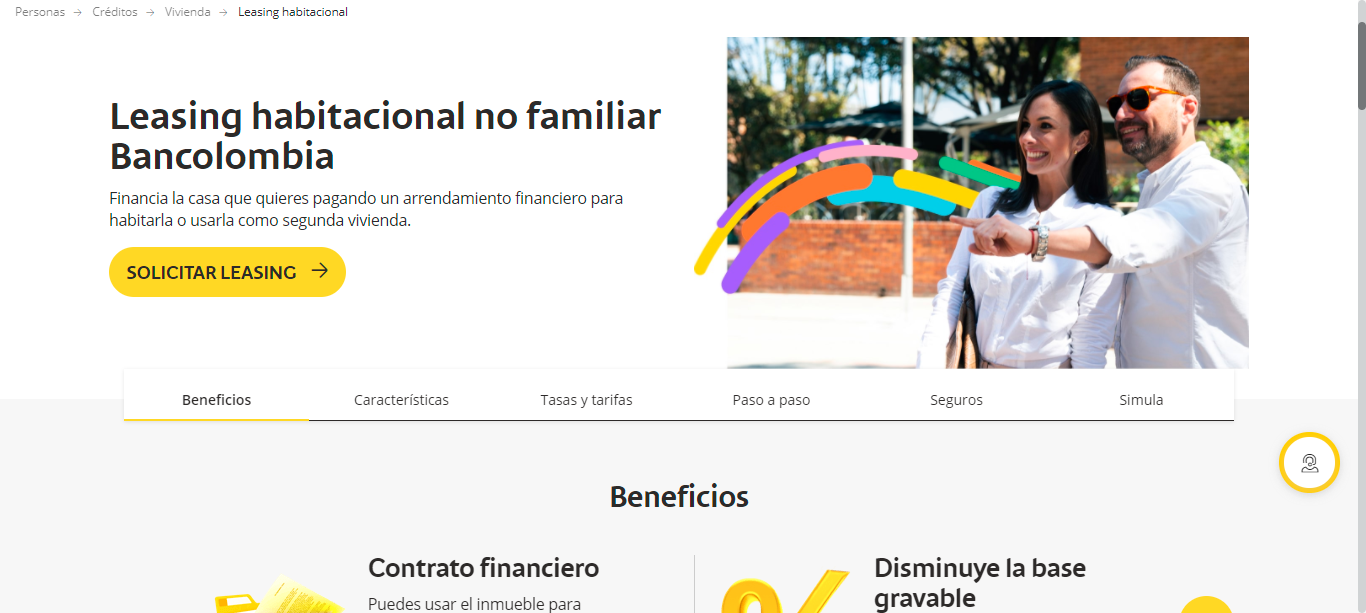 Personas → Créditos → Vivienda → Leasing habitacional
Leasing habitacional no familiar
Bancolombia
Financia la casa que quieres pagando un arrendamiento financiero para
habitarla o usarla como segunda vivienda.
SOLICITAR LEASING →
Beneficios Características Tasas y tarifas Paso a paso Seguros Simula
Beneficios
Contrato financiero
Puedes usar el inmueble para
Disminuye la base
gravable